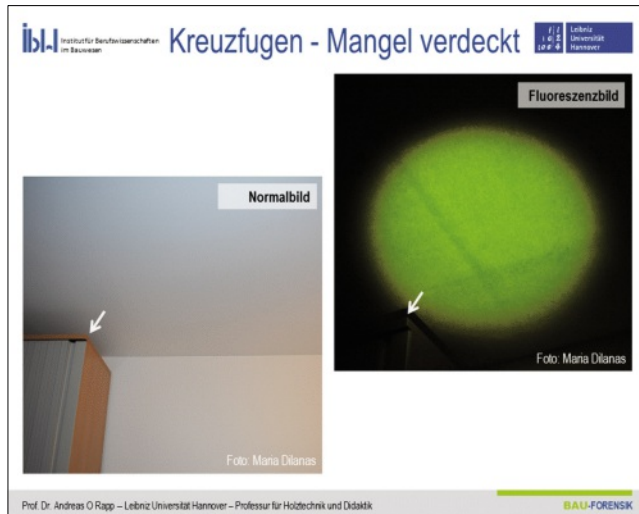 Institut für Berufswissenschaften
im Bauwesen
Kreuzfugen - Mangel verdeckt
Leibniz
Universität
Hannover
Fluoreszenzbild
Normalbild
Foto: Maria Dilanas
Foto: Maria Dilanas
Prof. Dr. Andreas O Rapp – Leibniz Universität Hannover – Professur für Holztechnik und Didaktik
BAU-FORENSIK